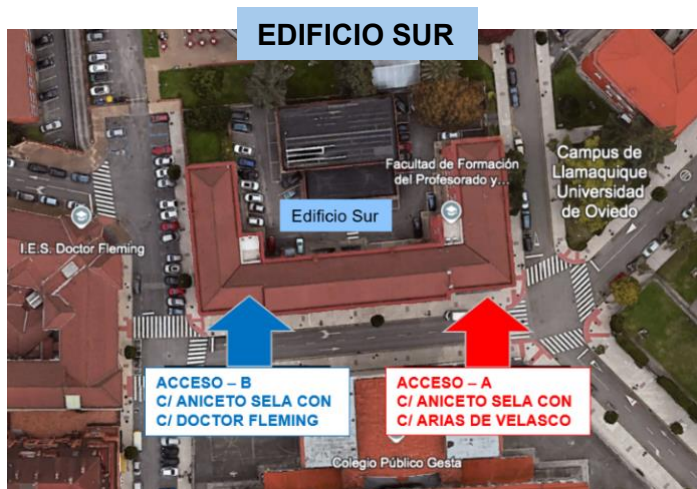 EDIFICIO SUR
Facultad de Formación
del Profesorado y...
Campus de
Llamaquique
Universidad
de Oviedo
Edificio Sur
I.E.S. Doctor Fleming
ACCESO – B
C/ ANICETO SELA CON
C/ DOCTOR FLEMING
ACCESO – A
C/ ANICETO SELA CON
C/ ARIAS DE VELASCO
Colegio Público Gesta